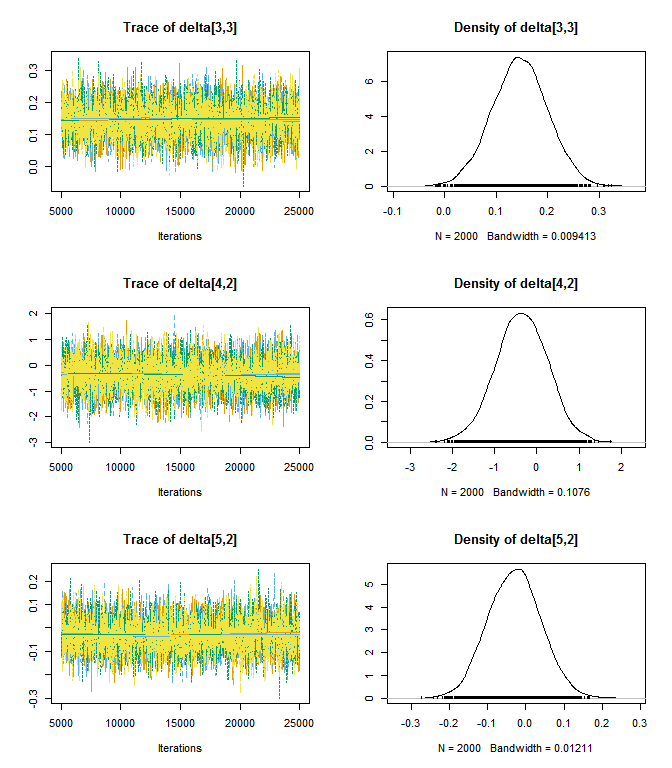 Trace of delta[3,3]
Density of delta[3,3]
0.0 0.1 0.2 0.3
5000 10000 15000 20000 25000
Iterations
0 2 4 6
-0.1 0.0 0.1 0.2 0.3
N = 2000 Bandwidth = 0.009413
Trace of delta[4,2]
Density of delta[4,2]
-3 -2 -1 0 1 2
5000 10000 15000 20000 25000
Iterations
0.0 0.2 0.4 0.6
-3 -2 -1 0 1 2
N = 2000 Bandwidth = 0.1076
Trace of delta[5,2]
Density of delta[5,2]
-0.3 -0.1 0.1 0.2
5000 10000 15000 20000 25000
Iterations
0 1 2 3 4 5
-0.3 -0.2 -0.1 0.0 0.1 0.2 0.3
N = 2000 Bandwidth = 0.01211